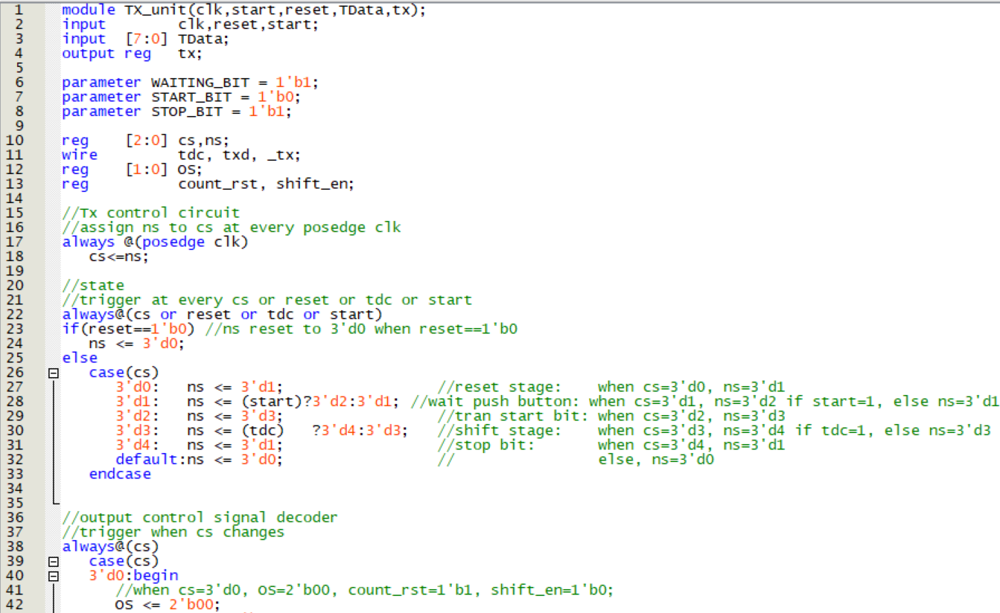 1 module TX_unit(clk,start,reset,TData,tx);
2 input clk,reset,start;
3 input [7:0] TData;
4 output reg tx;
5
6 parameter WAITING_BIT = 1'b1;
7 parameter START_BIT = 1'b0;
8 parameter STOP_BIT = 1'b1;
9
10 reg [2:0] cs,ns;
11 wire tdc, txd, _tx;
12 reg [1:0] OS;
13 reg count_rst, shift_en;
14
15 //Tx control circuit
16 //assign ns to cs at every posedge clk
17 always @(posedge clk)
18 cs<=ns;
19
20 //state
21 //trigger at every cs or reset or tdc or start
22 always@(cs or reset or tdc or start)
23 if(reset==1'b0) //ns reset to 3'd0 when reset==1'b0
24 ns <= 3'd0;
25 else
26 case(cs)
27 3'd0: ns <= 3'd1; //reset stage: when cs=3'd0, ns=3'd1
28 3'd1: ns <= (start)?3'd2:3'd1; //wait push button: when cs=3'd1, ns=3'd2 if start=1, else ns=3'd1
29 3'd2: ns <= 3'd3; //tran start bit: when cs=3'd2, ns=3'd3
30 3'd3: ns <= (tdc) ?3'd4:3'd3; //shift stage: when cs=3'd3, ns=3'd4 if tdc=1, else ns=3'd3
31 3'd4: ns <= 3'd1; //stop bit: when cs=3'd4, ns=3'd1
32 default:ns <= 3'd0; // else, ns=3'd0
33 endcase
34
35
36 //output control signal decoder
37 //trigger when cs changes
38 always@(cs)
39 case(cs)
40 3'd0:begin
41 //when cs=3'd0, OS=2'b00, count_rst=1'b1, shift_en=1'b0;
42 OS <= 2'b00;